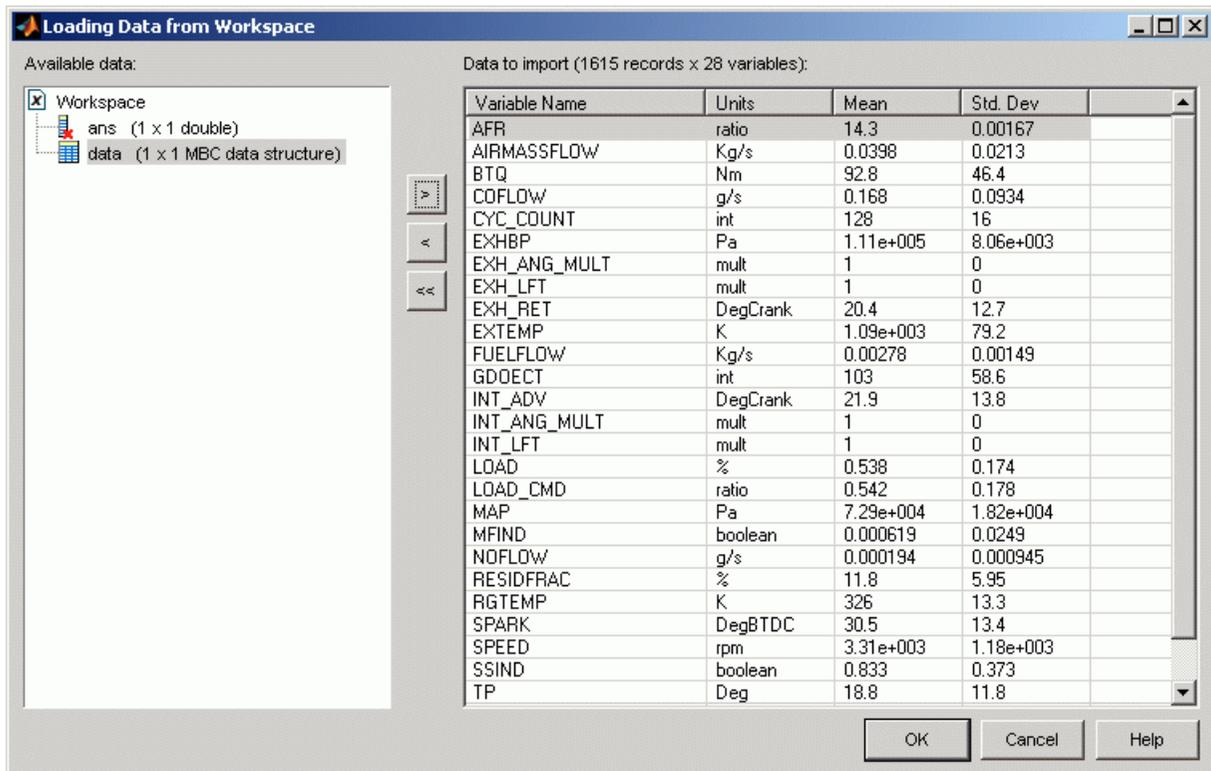 Loading Data from Workspace
Available data:
Data to import (1615 records x 28 variables):
Workspace
ans (1 x 1 double)
data (1 x 1 MBC data structure)
>
<
<<
Variable Name Units Mean Std. Dev
AFR ratio 14.3 0.00167
AIRMASSFLOW Kg/s 0.0398 0.0213
BTQ Nm 92.8 46.4
COFLOW g/s 0.168 0.0934
CYC_COUNT int 128 16
EXHBP Pa 1.11e+005 8.06e+003
EXH_ANG_MULT mult 1 0
EXH_LFT mult 1 0
EXH_RET DegCrank 20.4 12.7
EXTEMP K 1.09e+003 79.2
FUELFLOW Kg/s 0.00278 0.00149
GDOECT int 103 58.6
INT_ADV DegCrank 21.9 13.8
INT_ANG_MULT mult 1 0
INT_LFT mult 1 0
LOAD % 0.538 0.174
LOAD_CMD ratio 0.542 0.178
MAP Pa 7.29e+004 1.82e+004
MFIND boolean 0.000619 0.0249
NOFLOW g/s 0.000194 0.000945
RESIDFRAC % 11.8 5.95
RGTEMP K 326 13.3
SPARK DegBTDC 30.5 13.4
SPEED rpm 3.31e+003 1.18e+003
SSIND boolean 0.833 0.373
TP Deg 18.8 11.8
OK Cancel Help